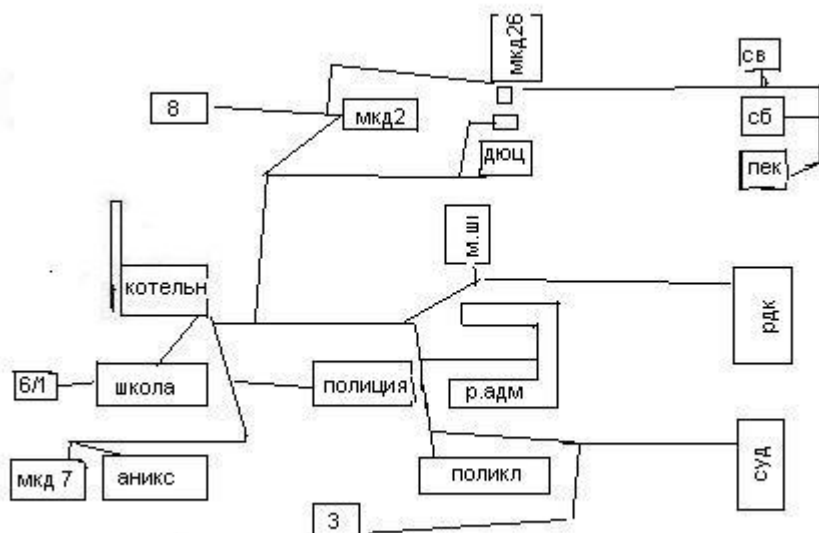 мкд26
св
8
мкд2
сб
дюц
пек
м.ш
котельн
рдк
6/1
школа
полиция
р.адм
мкд 7
аникс
поликл
суд
3